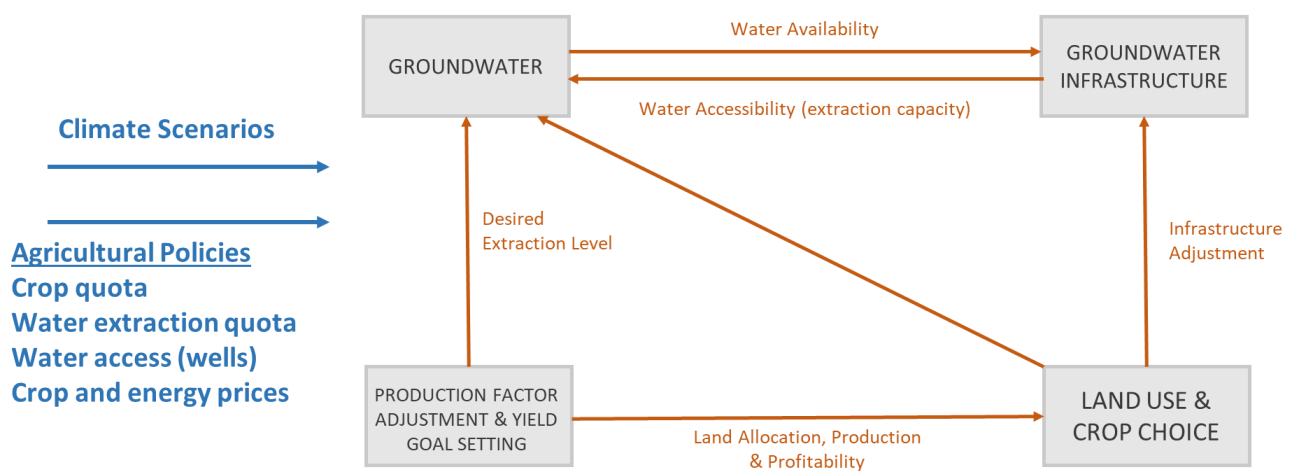 Water Availability
GROUNDWATER
GROUNDWATER
INFRASTRUCTURE
Water Accessibility (extraction capacity)
Climate Scenarios
Desired
Extraction Level
Infrastructure
Adjustment
Agricultural Policies
Crop quota
Water extraction quota
Water access (wells)
Crop and energy prices
PRODUCTION FACTOR
ADJUSTMENT & YIELD
GOAL SETTING
LAND USE &
CROP CHOICE
Land Allocation, Production
& Profitability